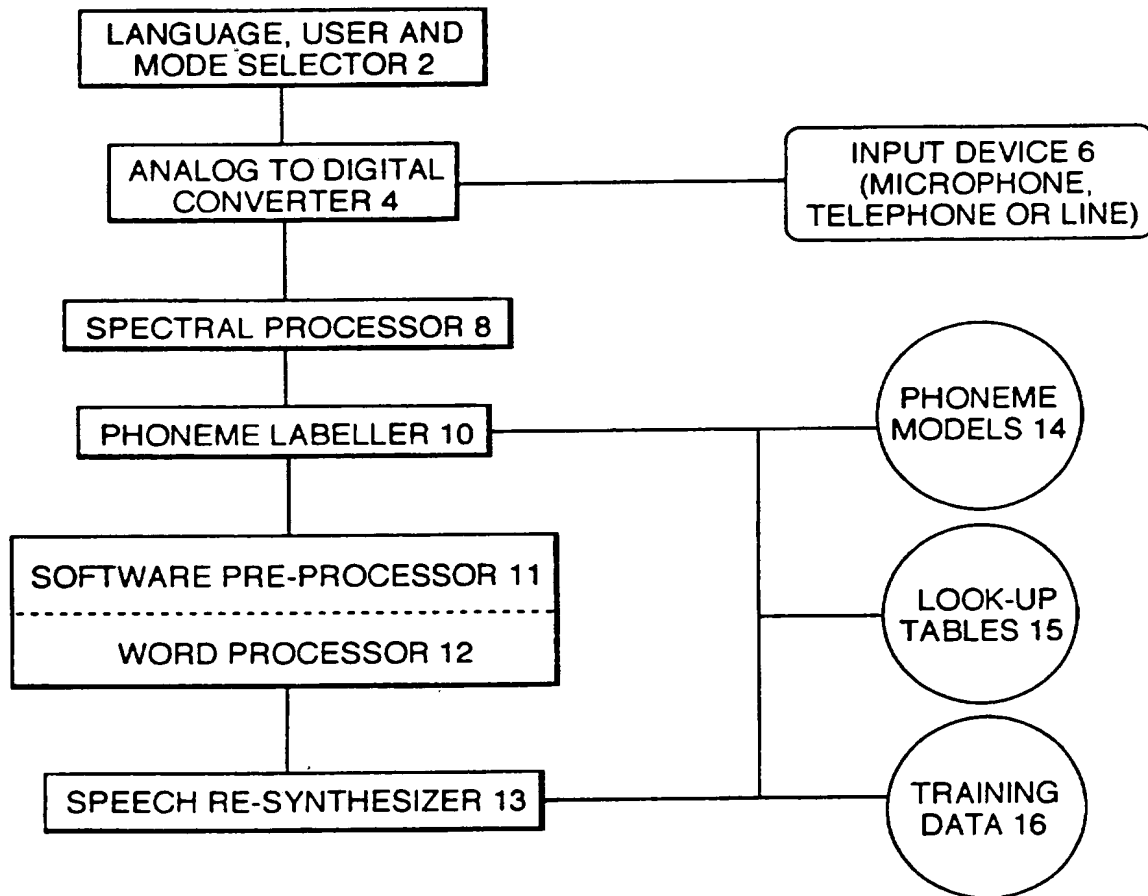 LANGUAGE, USER AND
MODE SELECTOR 2
ANALOG TO DIGITAL
CONVERTER 4
INPUT DEVICE 6
(MICROPHONE,
TELEPHONE OR LINE)
SPECTRAL PROCESSOR 8
PHONEME LABELLER 10
PHONEME
MODELS 14
SOFTWARE PRE-PROCESSOR 11
WORD PROCESSOR 12
LOOK-UP
TABLES 15
SPEECH RE-SYNTHESIZER 13
TRAINING
DATA 16